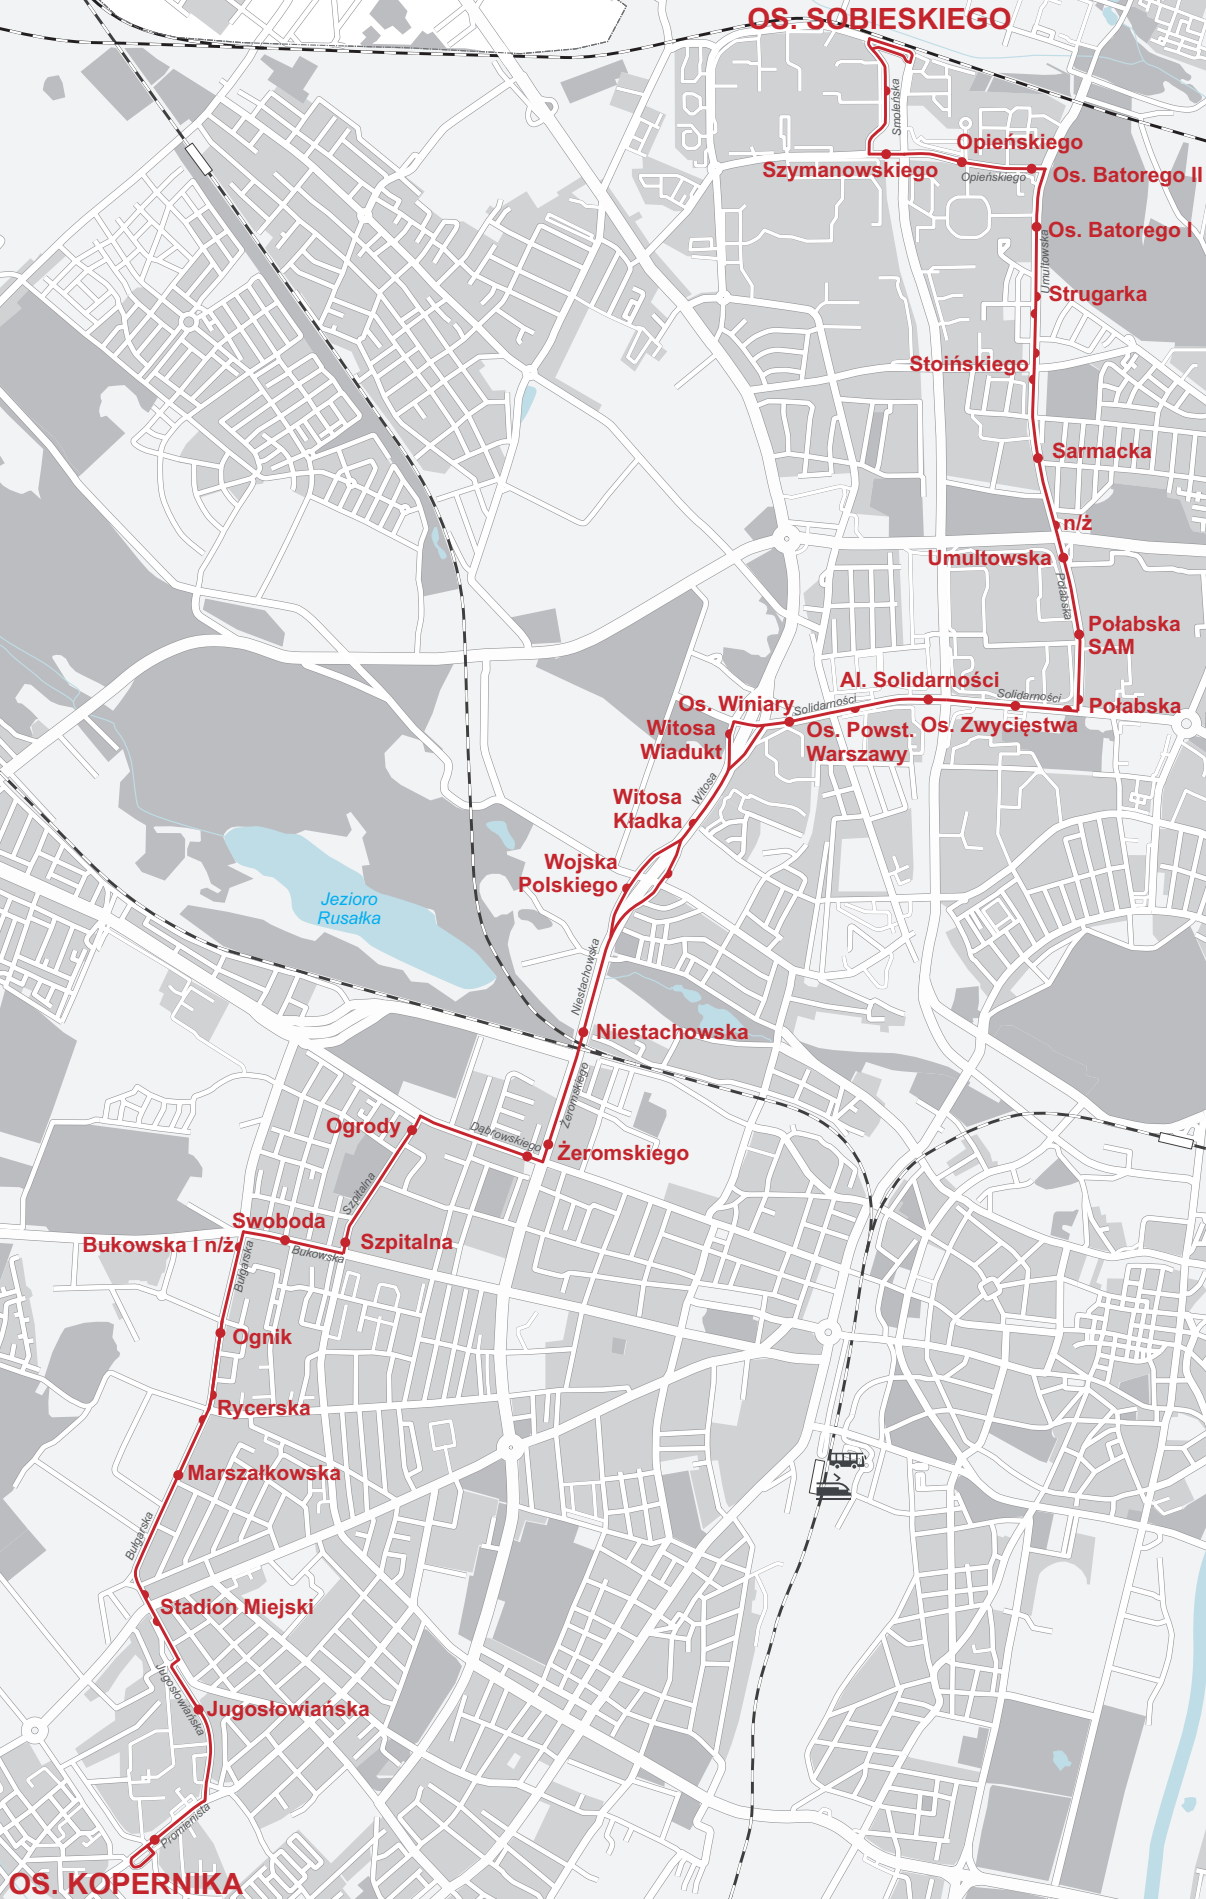 OS. SOBIESKIEGO
Smoleńska
Opieńskiego
Szymanowskiego
Opieńskiego
Os. Batorego II
Os. Batorego I
Umultowska
Strugarka
Stoińskiego
Sarmacka
n/ż
Umultowska
Połabska
Połabska
SAM
Al. Solidarności
Solidarności
Os. Winiary
Solidarności
Połabska
Witosa
Wiadukt
Os. Powst.
Warszawy
Os. Zwycięstwa
Witosa
Witosa
Kładka
Wojska
Polskiego
Jezioro
Rusałka
Niestachowska
Niestachowska
Żeromskiego
Ogrody
Dąbrowskiego
Żeromskiego
Szpitalna
Swoboda
Bukowska I n/ż
Bukowska
Szpitalna
Bułgarska
Ognik
Rycerska
Marszałkowska
Bułgarska
Stadion Miejski
Jugosłowiańska
Jugosłowiańska
Promienista
OS. KOPERNIKA